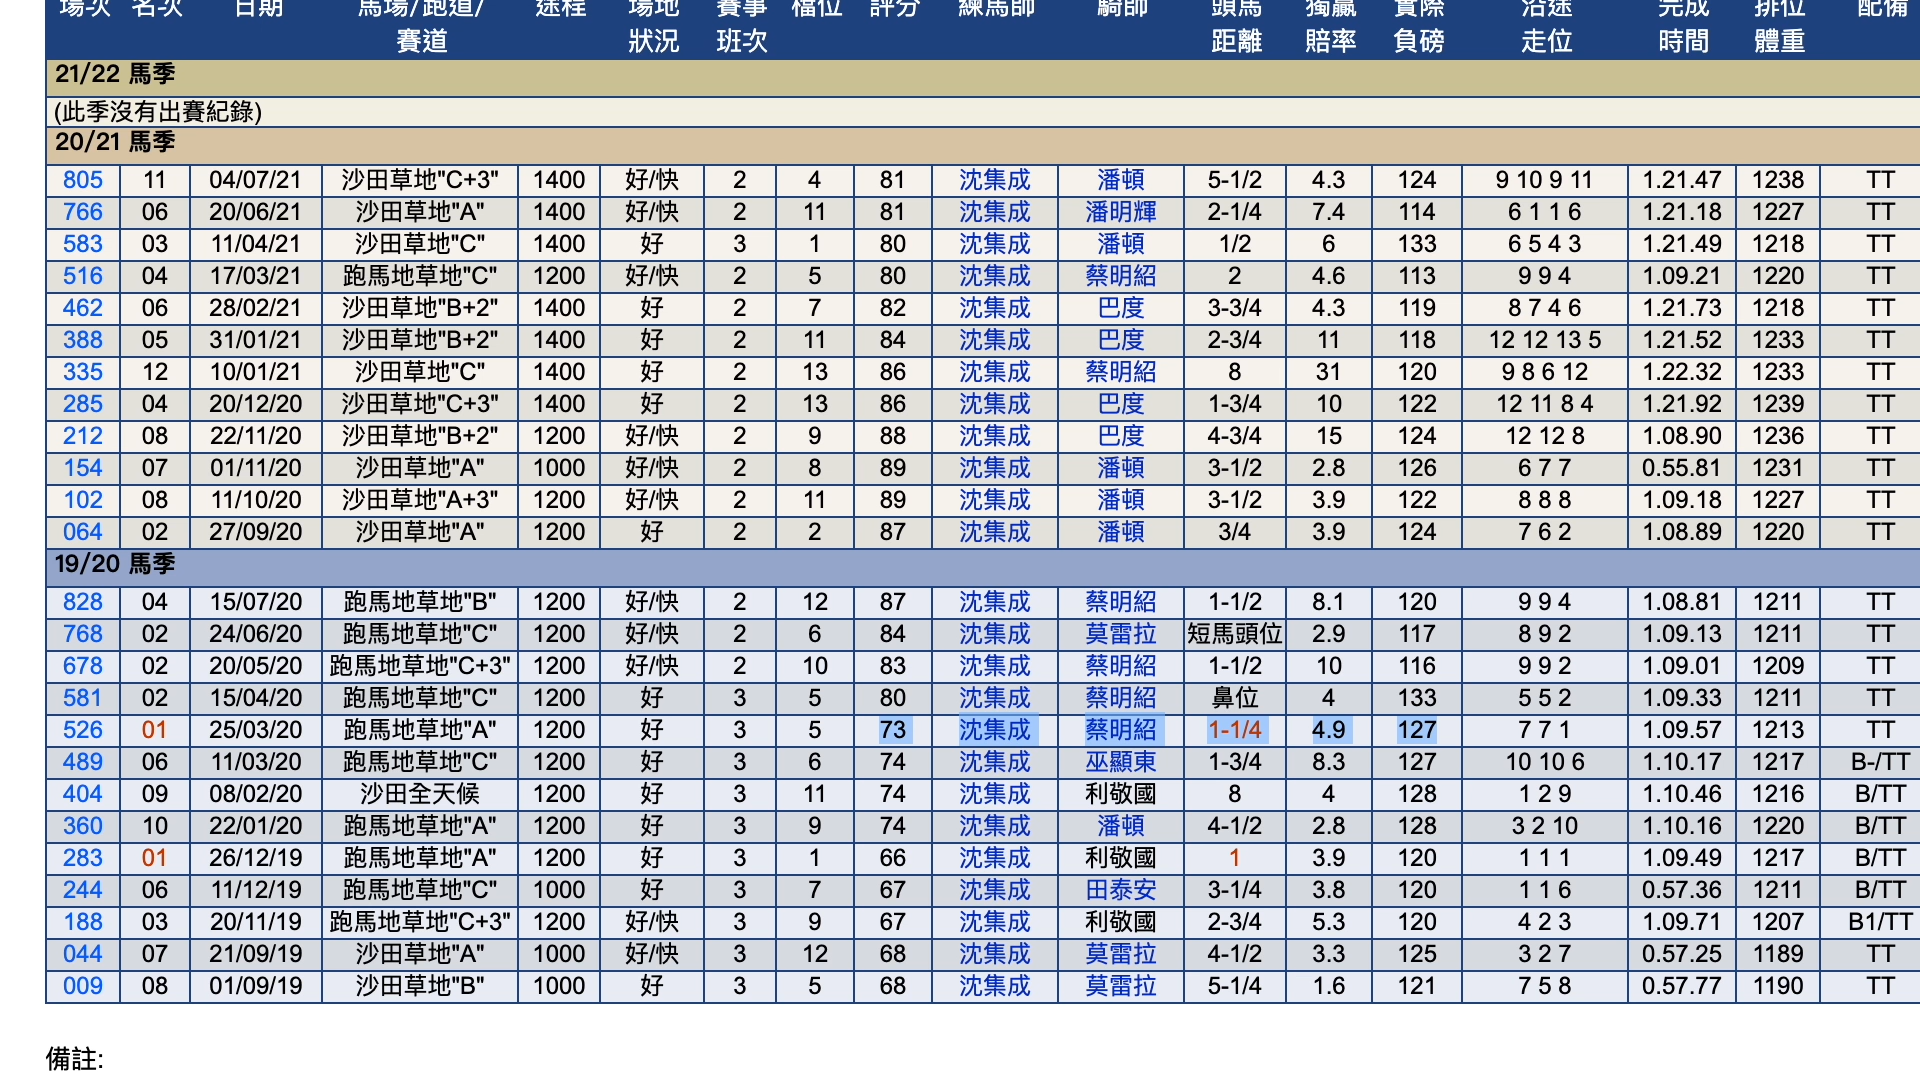 場次 名次 日期 馬場/跑道/ 途程 場地 賽事 檔位 評分 練馬師 騎師 頭馬 獨贏 實際 沿途 完成 排位 配備
賽道 狀況 班次 距離 賠率 負磅 走位 時間 體重
21/22 馬季
(此季沒有出賽紀錄)
20/21 馬季
805 11 04/07/21 沙田草地"C+3" 1400 好/快 2 4 81 沈集成 潘頓 5-1/2 4.3 124 9 10 9 11 1.21.47 1238 TT
766 06 20/06/21 沙田草地"A" 1400 好/快 2 11 81 沈集成 潘明輝 2-1/4 7.4 114 6 1 1 6 1.21.18 1227 TT
583 03 11/04/21 沙田草地"C" 1400 好 3 1 80 沈集成 潘頓 1/2 6 133 6 5 4 3 1.21.49 1218 TT
516 04 17/03/21 跑馬地草地"C" 1200 好/快 2 5 80 沈集成 蔡明紹 2 4.6 113 9 9 4 1.09.21 1220 TT
462 06 28/02/21 沙田草地"B+2" 1400 好 2 7 82 沈集成 巴度 3-3/4 4.3 119 8 7 4 6 1.21.73 1218 TT
388 05 31/01/21 沙田草地"B+2" 1400 好 2 11 84 沈集成 巴度 2-3/4 11 118 12 12 13 5 1.21.52 1233 TT
335 12 10/01/21 沙田草地"C" 1400 好 2 13 86 沈集成 蔡明紹 8 31 120 9 8 6 12 1.22.32 1233 TT
285 04 20/12/20 沙田草地"C+3" 1400 好 2 13 86 沈集成 巴度 1-3/4 10 122 12 11 8 4 1.21.92 1239 TT
212 08 22/11/20 沙田草地"B+2" 1200 好/快 2 9 88 沈集成 巴度 4-3/4 15 124 12 12 8 1.08.90 1236 TT
154 07 01/11/20 沙田草地"A" 1000 好/快 2 8 89 沈集成 潘頓 3-1/2 2.8 126 6 7 7 0.55.81 1231 TT
102 08 11/10/20 沙田草地"A+3" 1200 好/快 2 11 89 沈集成 潘頓 3-1/2 3.9 122 8 8 8 1.09.18 1227 TT
064 02 27/09/20 沙田草地"A" 1200 好 2 2 87 沈集成 潘頓 3/4 3.9 124 7 6 2 1.08.89 1220 TT
19/20 馬季
828 04 15/07/20 跑馬地草地"B" 1200 好/快 2 12 87 沈集成 蔡明紹 1-1/2 8.1 120 9 9 4 1.08.81 1211 TT
768 02 24/06/20 跑馬地草地"C" 1200 好/快 2 6 84 沈集成 莫雷拉 短馬頭位 2.9 117 8 9 2 1.09.13 1211 TT
678 02 20/05/20 跑馬地草地"C+3" 1200 好/快 2 10 83 沈集成 蔡明紹 1-1/2 10 116 9 9 2 1.09.01 1209 TT
581 02 15/04/20 跑馬地草地"C" 1200 好 3 5 80 沈集成 蔡明紹 鼻位 4 133 5 5 2 1.09.33 1211 TT
526 01 25/03/20 跑馬地草地"A" 1200 好 3 5 73 沈集成 蔡明紹 1-1/4 4.9 127 7 7 1 1.09.57 1213 TT
489 06 11/03/20 跑馬地草地"C" 1200 好 3 6 74 沈集成 巫顯東 1-3/4 8.3 127 10 10 6 1.10.17 1217 B-/TT
404 09 08/02/20 沙田全天候 1200 好 3 11 74 沈集成 利敬國 8 4 128 1 2 9 1.10.46 1216 B/TT
360 10 22/01/20 跑馬地草地"A" 1200 好 3 9 74 沈集成 潘頓 4-1/2 2.8 128 3 2 10 1.10.16 1220 B/TT
283 01 26/12/19 跑馬地草地"A" 1200 好 3 1 66 沈集成 利敬國 1 3.9 120 1 1 1 1.09.49 1217 B/TT
244 06 11/12/19 跑馬地草地"C" 1000 好 3 7 67 沈集成 田泰安 3-1/4 3.8 120 1 1 6 0.57.36 1211 B/TT
188 03 20/11/19 跑馬地草地"C+3" 1200 好/快 3 9 67 沈集成 利敬國 2-3/4 5.3 120 4 2 3 1.09.71 1207 B1/TT
044 07 21/09/19 沙田草地"A" 1000 好/快 3 12 68 沈集成 莫雷拉 4-1/2 3.3 125 3 2 7 0.57.25 1189 TT
009 08 01/09/19 沙田草地"B" 1000 好 3 5 68 沈集成 莫雷拉 5-1/4 1.6 121 7 5 8 0.57.77 1190 TT
備註: